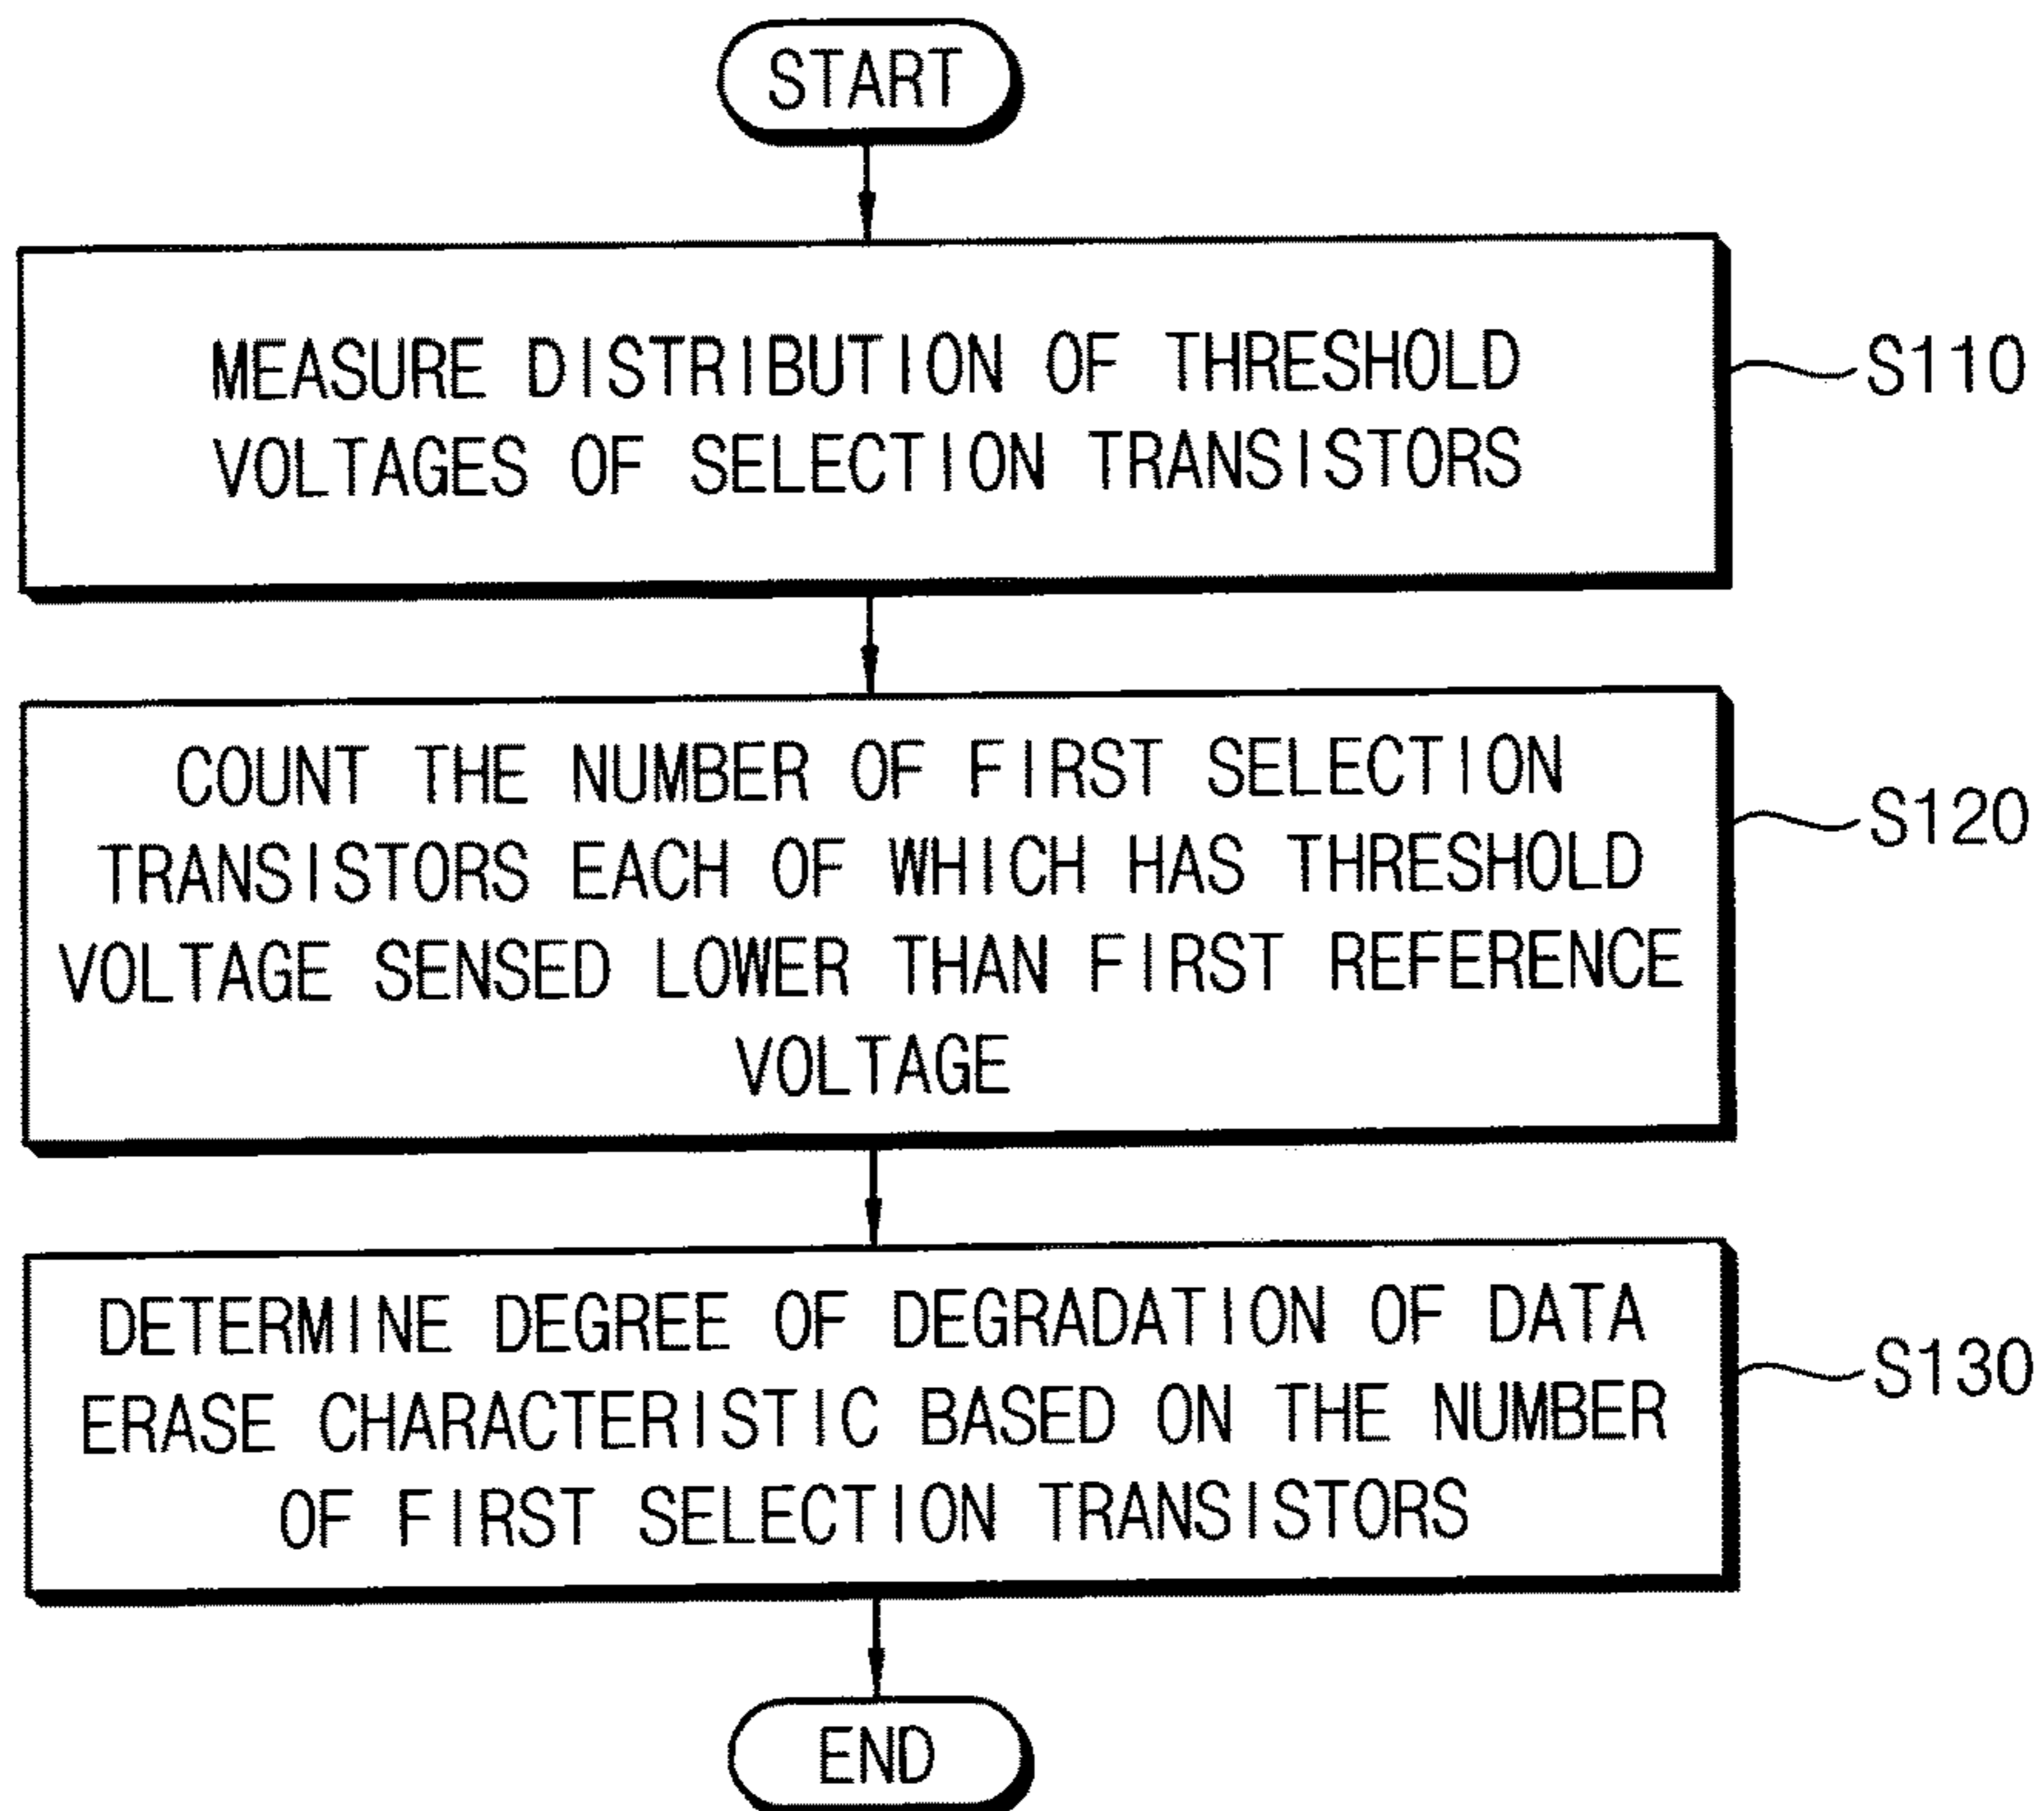 START
MEASURE DISTRIBUTION OF THRESHOLD
VOLTAGES OF SELECTION TRANSISTORS
S110
COUNT THE NUMBER OF FIRST SELECTION
TRANSISTORS EACH OF WHICH HAS THRESHOLD
VOLTAGE SENSED LOWER THAN FIRST REFERENCE
VOLTAGE
S120
DETERMINE DEGREE OF DEGRADATION OF DATA
ERASE CHARACTERISTIC BASED ON THE NUMBER
OF FIRST SELECTION TRANSISTORS
S130
END